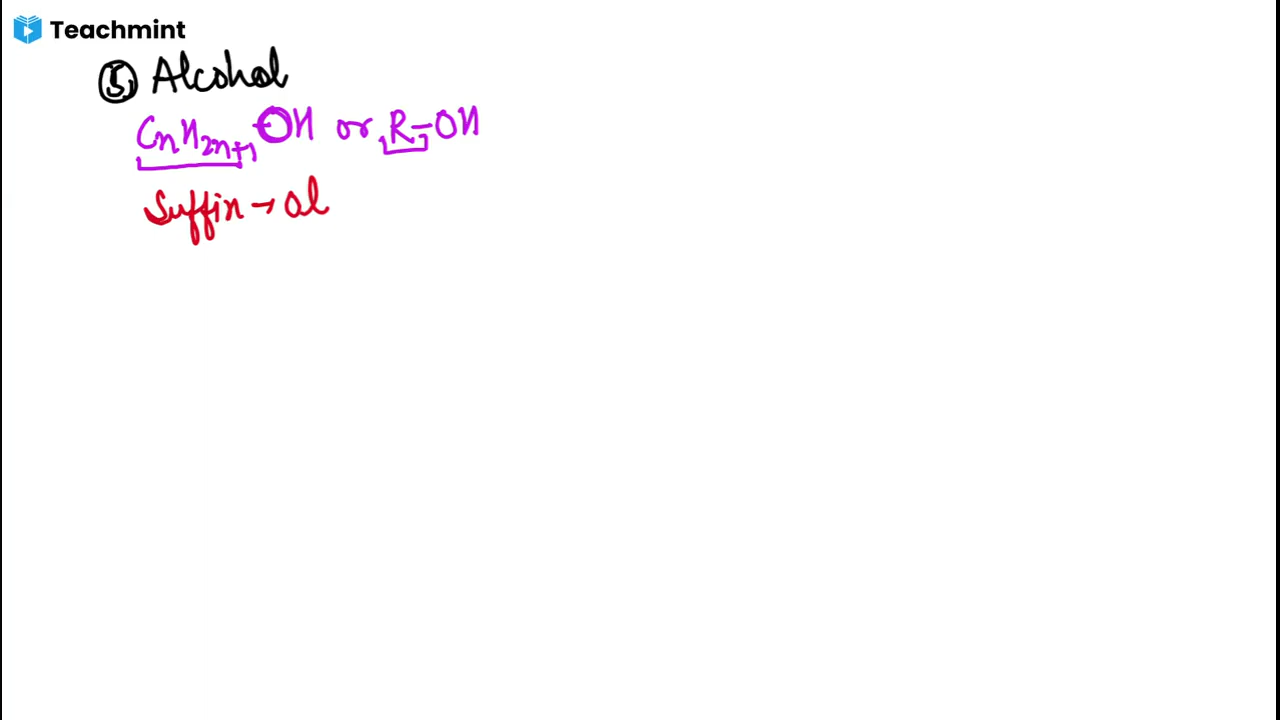 Teachmint
⑤ Alcohol
CₙH₂ₙ₊₁-OH or R-OH
Suffix → ol